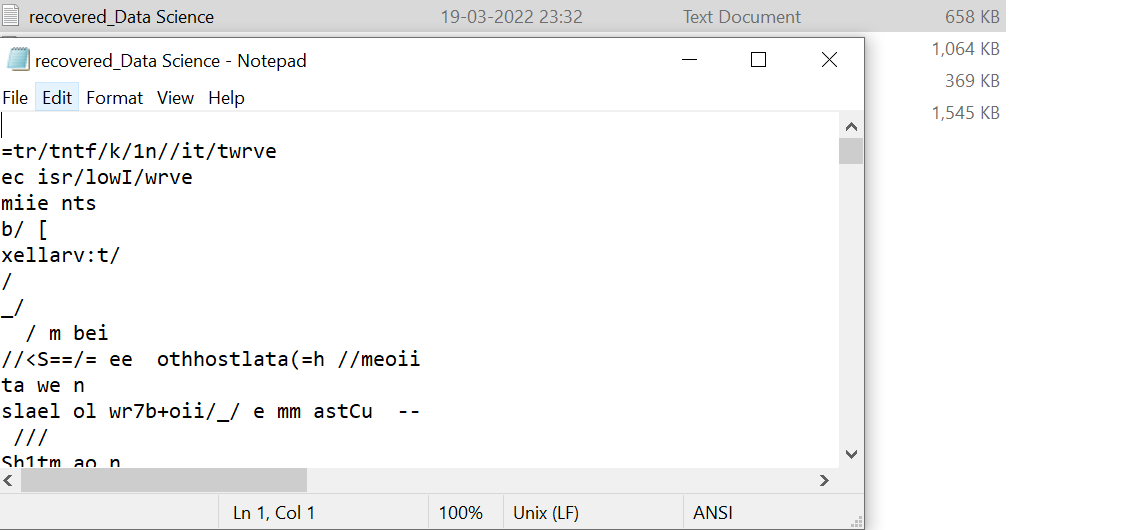 recovered_Data Science 19-03-2022 23:32 Text Document 658 KB
1,064 KB
369 KB
1,545 KB
recovered_Data Science - Notepad
File Edit Format View Help
=tr/tntf/k/1n//it/twrve
ec isr/lowI/wrve
miie nts
b/ [
xellarv:t/
/
_/
/ m bei
//<S==/= ee  othhostlata(=h //meoii
ta we n
slael ol wr7b+oii/_/ e mm astCu  --
///
Sh1tm ao n
Ln 1, Col 1 100% Unix (LF) ANSI